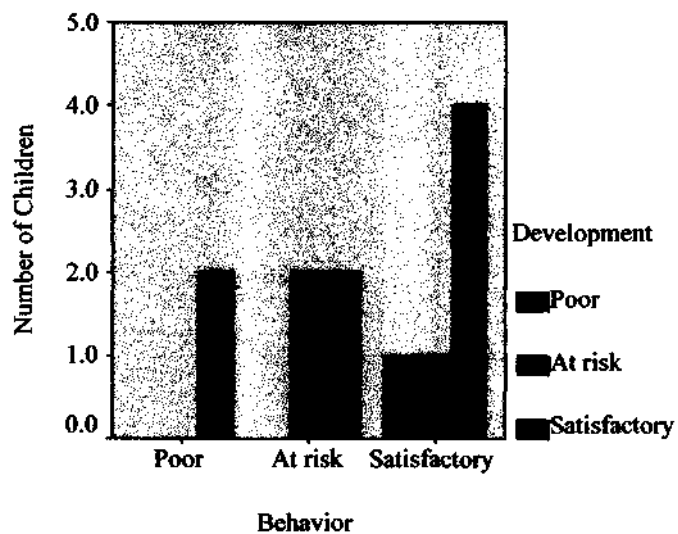 5.0
4.0
3.0
2.0
1.0
0.0
Number of Children
Poor
At risk
Satisfactory
Behavior
Development
Poor
At risk
Satisfactory